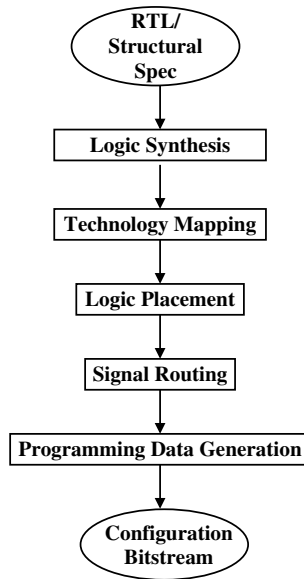 RTL/
Structural
Spec
Logic Synthesis
Technology Mapping
Logic Placement
Signal Routing
Programming Data Generation
Configuration
Bitstream